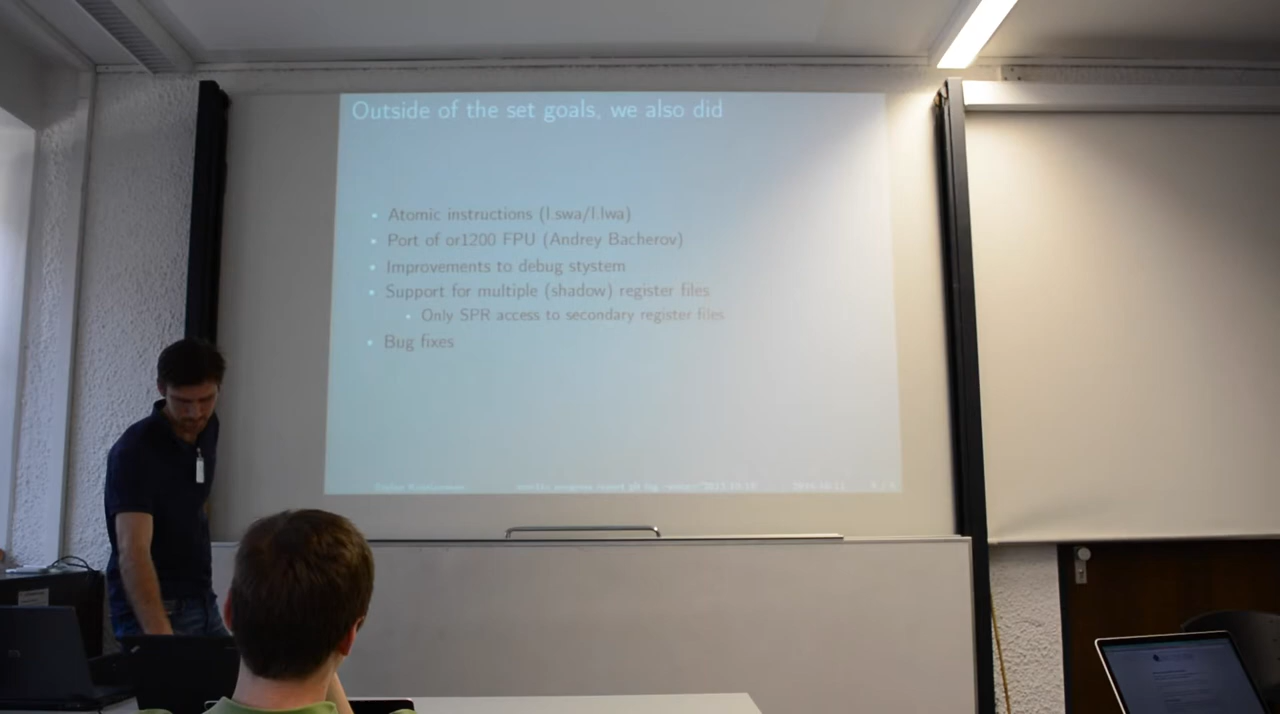 Outside of the set goals, we also did
Atomic instructions (l.swa/l.lwa)
Port of or1200 FPU (Andrey Bacherov)
Improvements to debug stystem
Support for multiple (shadow) register files
Only SPR access to secondary register files
Bug fixes